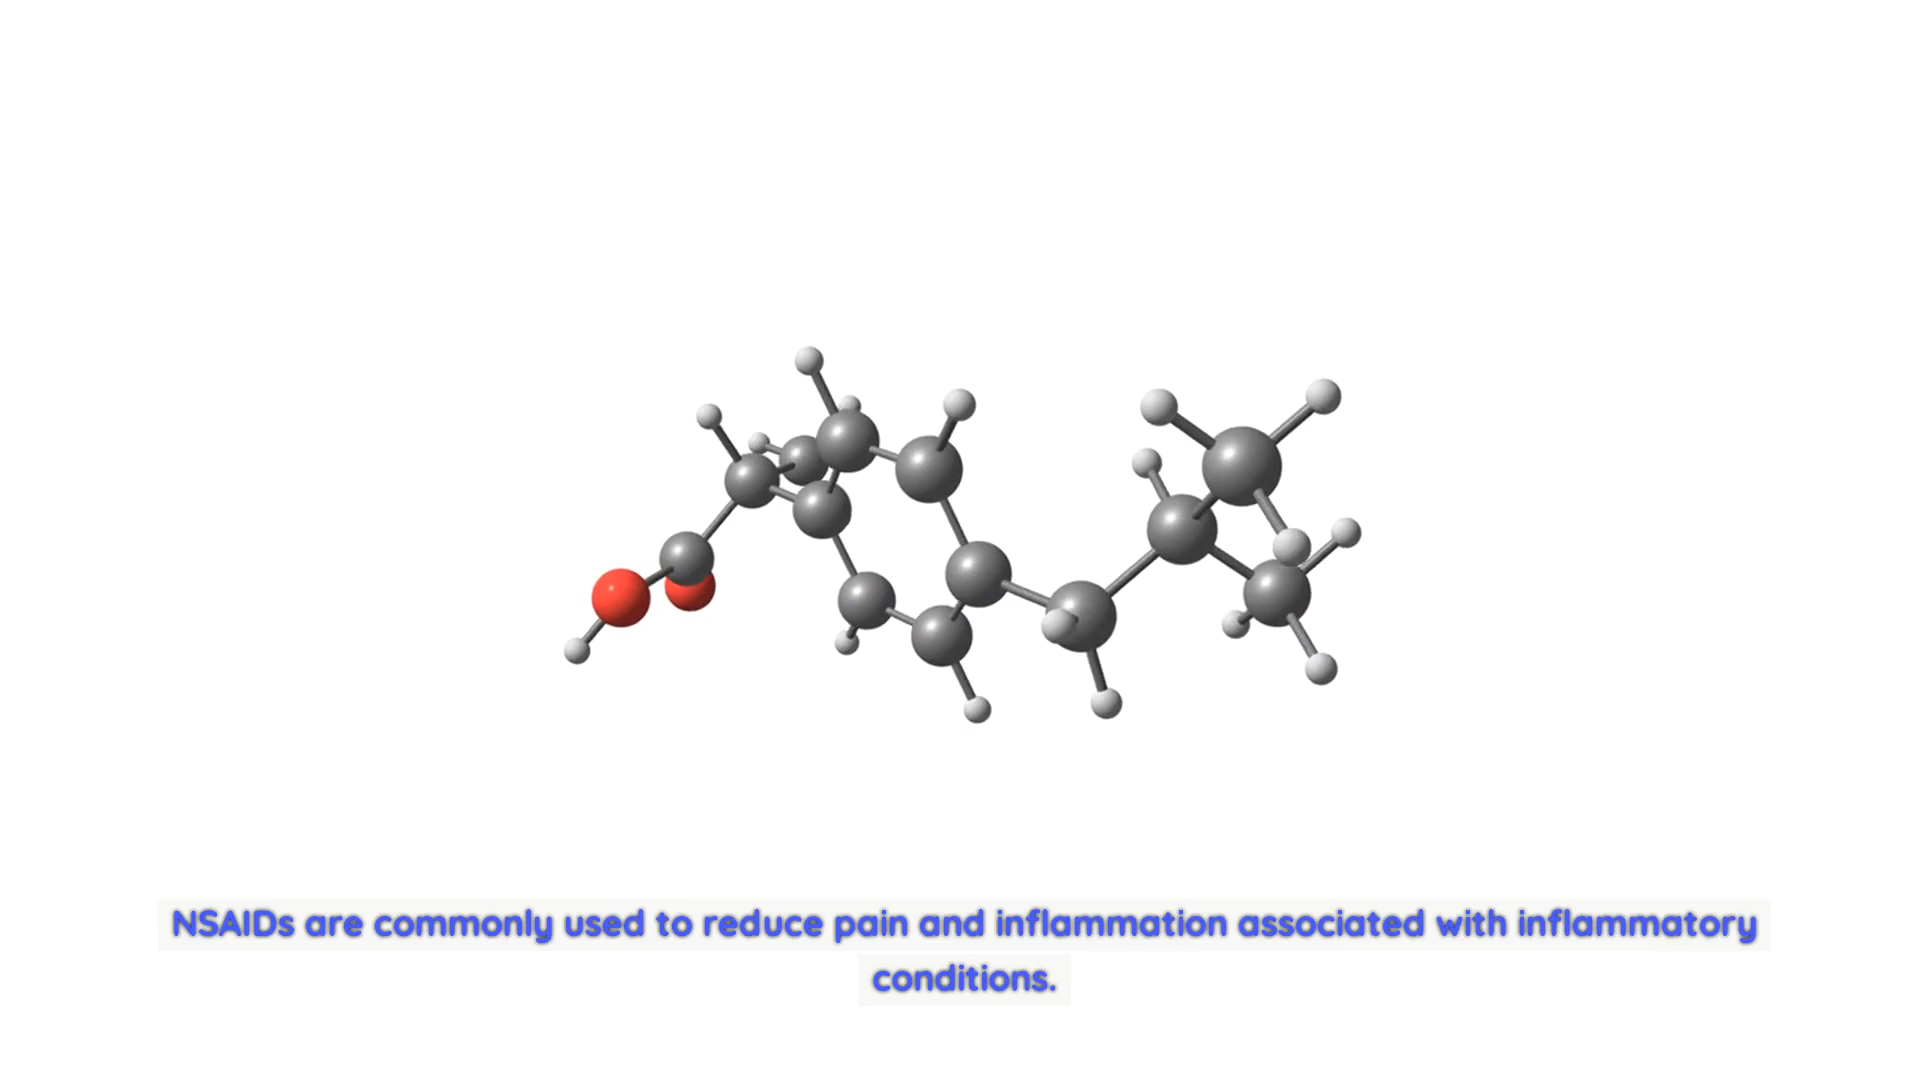 NSAIDs are commonly used to reduce pain and inflammation associated with inflammatory
conditions.